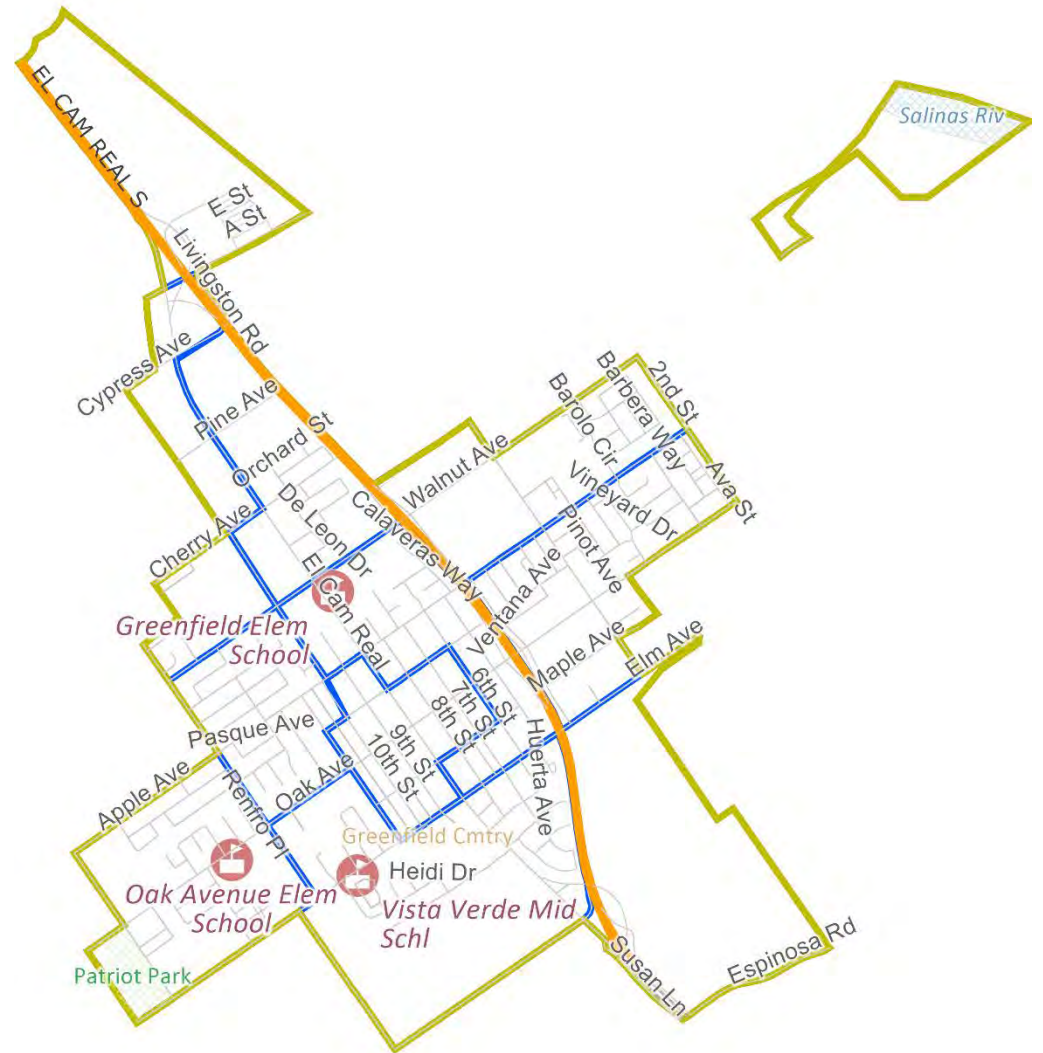 EL CAM REAL S
Salinas Riv
E St
A St
Livingston Rd
Cypress Ave
Pine Ave
Orchard St
Barbera Way
2nd St
Barolo Cir
Walnut Ave
Ava St
Vineyard Dr
De Leon Dr
Calaveras Way
Pinot Ave
Cherry Ave
Ventana Ave
El Cam Real
Greenfield Elem
School
Maple Ave
Elm Ave
6th St
7th St
8th St
9th St
10th St
Pasque Ave
Huerta Ave
Apple Ave
Renfro Pl
Oak Ave
Greenfield Cmtry
Heidi Dr
Oak Avenue Elem
School
Vista Verde Mid
Schl
Patriot Park
Susan Ln
Espinosa Rd